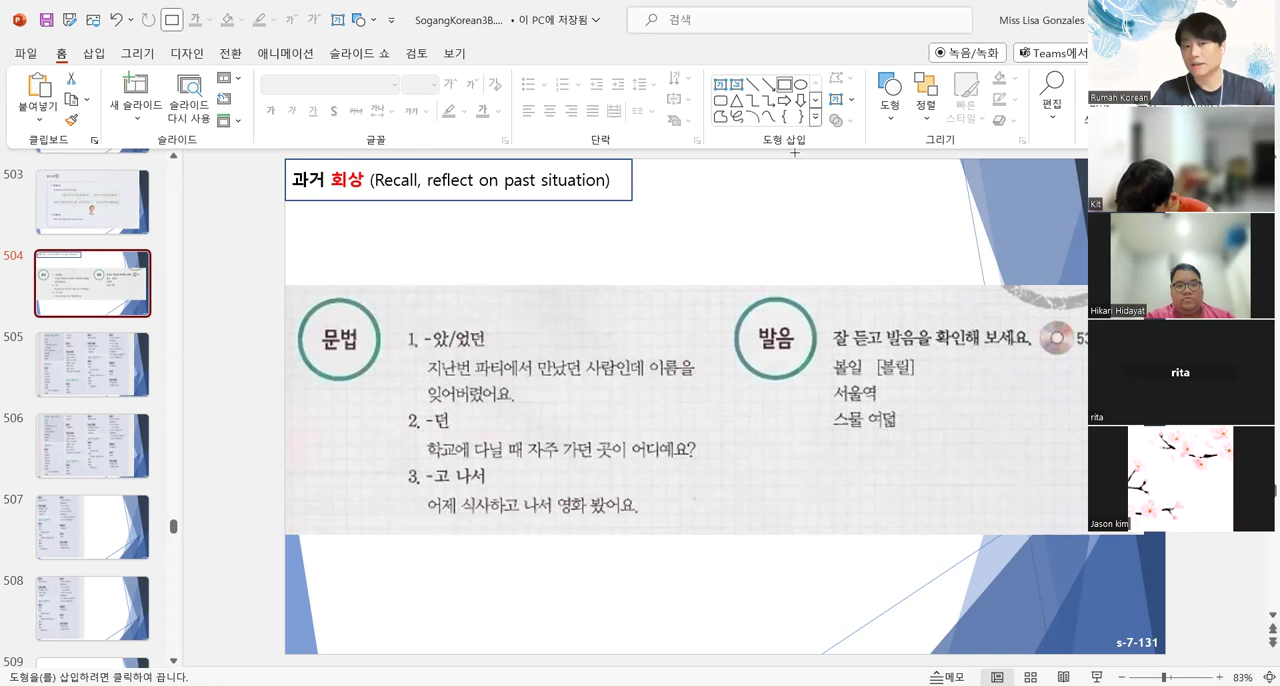 SogangKorean3B.... • 이 PC에 저장됨
검색
Miss Lisa Gonzales
파일 홈 삽입 그리기 디자인 전환 애니메이션 슬라이드 쇼 검토 보기
녹음/녹화
Teams에서
붙여넣기
새 슬라이드
슬라이드 다시 사용
도형
정렬
빠른 스타일
편집
클립보드
슬라이드
글꼴
단락
도형 삽입
그리기
503
504
505
506
507
508
509
과거 회상 (Recall, reflect on past situation)
문법
1. -았/었던
지난번 파티에서 만났던 사람인데 이름을
잊어버렸어요.
2. -던
학교에 다닐 때 자주 가던 곳이 어디예요?
3. -고 나서
어제 식사하고 나서 영화 봤어요.
발음
잘 듣고 발음을 확인해 보세요.
53
볼일 [볼릴]
서울역
스물 여덟
s-7-131
Rumah Korean
Kit
Hikari Hidayat
rita
rita
Jason kim
도형을(를) 삽입하려면 클릭하여 끕니다.
메모
83%